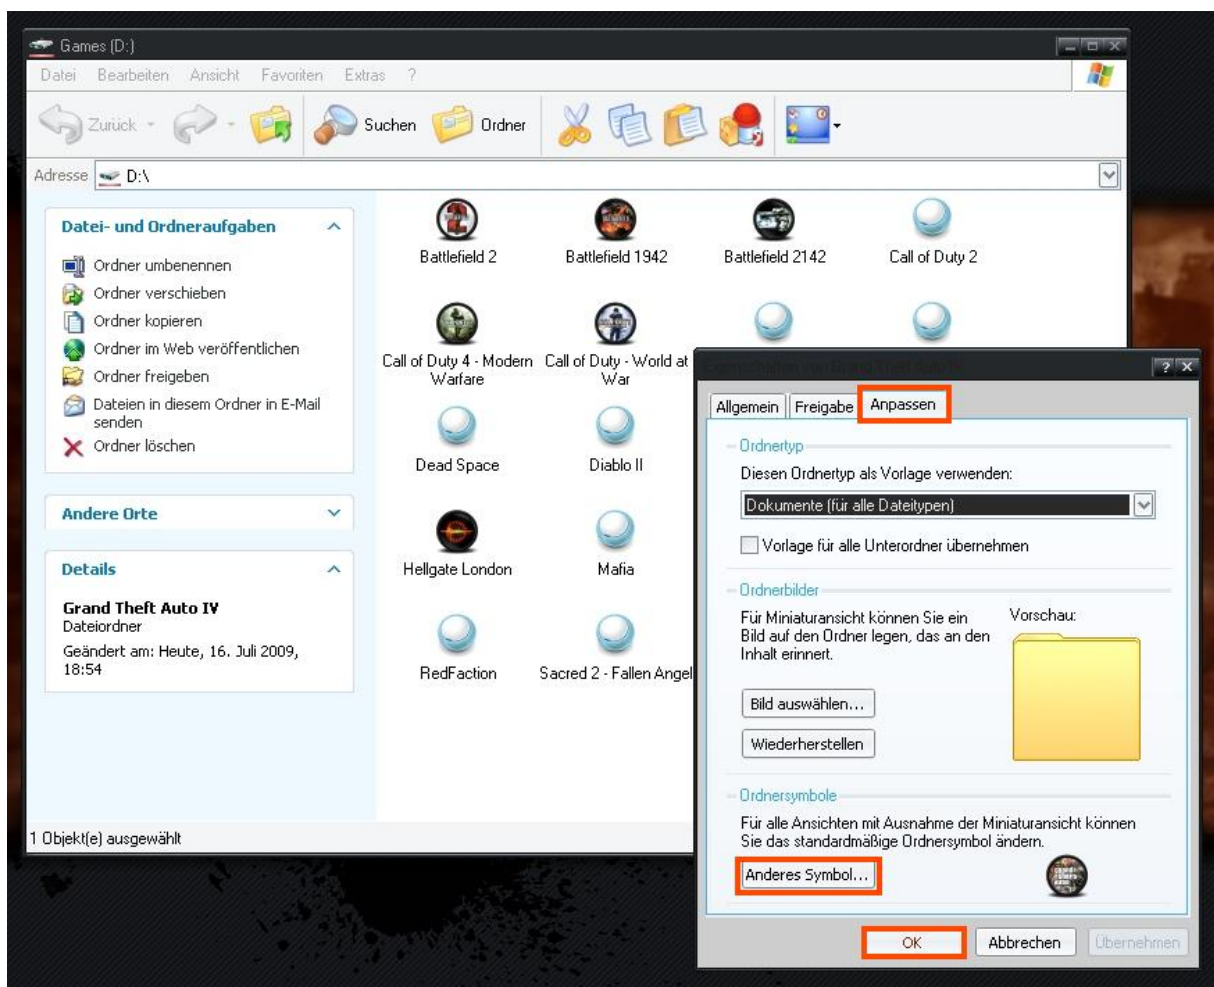 Games (D:)
Datei Bearbeiten Ansicht Favoriten Extras ?
Zurück Suchen Ordner
Adresse D:\
Datei- und Ordneraufgaben
Ordner umbenennen
Ordner verschieben
Ordner kopieren
Ordner im Web veröffentlichen
Ordner freigeben
Dateien in diesem Ordner in E-Mail
senden
Ordner löschen
Andere Orte
Details
Grand Theft Auto IV
Dateiordner
Geändert am: Heute, 16. Juli 2009,
18:54
Battlefield 2 Battlefield 1942 Battlefield 2142 Call of Duty 2
Call of Duty 4 - Modern Call of Duty - World at
Warfare War
Dead Space Diablo II
Hellgate London Mafia
RedFaction Sacred 2 - Fallen Angel
1 Objekt(e) ausgewählt
Eigenschaften von Grand Theft Auto IV
Allgemein Freigabe Anpassen
Ordnertyp
Diesen Ordnertyp als Vorlage verwenden:
Dokumente (für alle Dateitypen)
Vorlage für alle Unterordner übernehmen
Ordnerbilder
Für Miniaturansicht können Sie ein
Bild auf den Ordner legen, das an den
Inhalt erinnert.
Vorschau:
Bild auswählen...
Wiederherstellen
Ordnersymbole
Für alle Ansichten mit Ausnahme der Miniaturansicht können
Sie das standardmäßige Ordnersymbol ändern.
Anderes Symbol...
OK Abbrechen Übernehmen